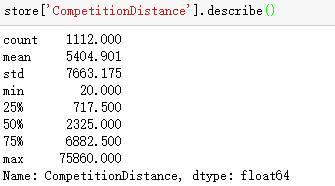 store['CompetitionDistance'].describe()
count 1112.000
mean 5404.901
std 7663.175
min 20.000
25% 717.500
50% 2325.000
75% 6882.500
max 75860.000
Name: CompetitionDistance, dtype: float64